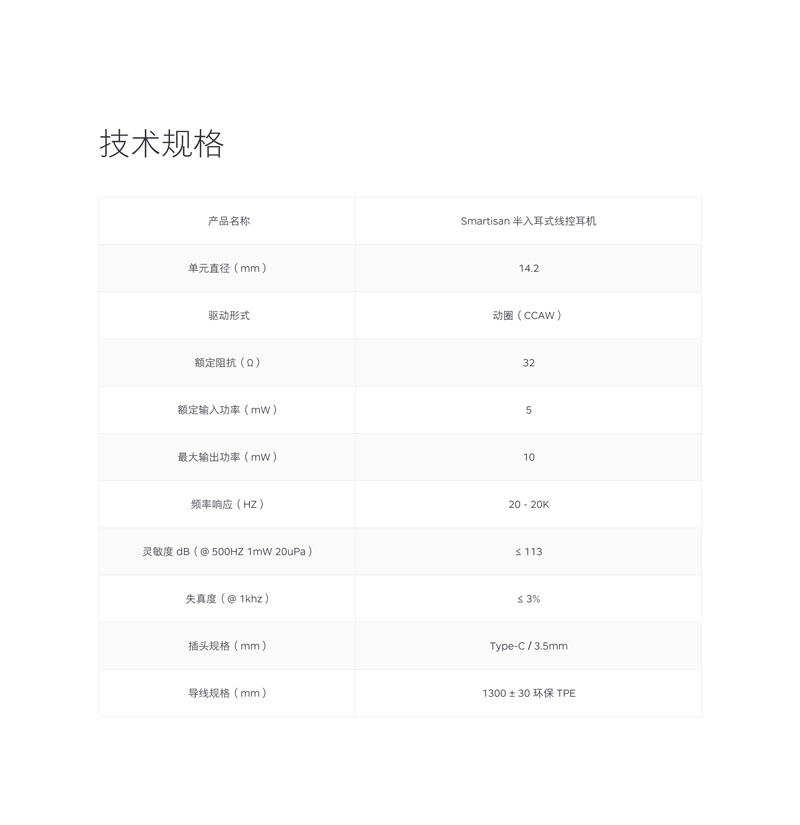 技术规格
产品名称 Smartisan 半入耳式线控耳机
单元直径（mm） 14.2
驱动形式 动圈（CCAW）
额定阻抗（Ω） 32
额定输入功率（mW） 5
最大输出功率（mW） 10
频率响应（HZ） 20 - 20K
灵敏度 dB（@ 500HZ 1mW 20uPa） ≤ 113
失真度（@ 1khz） ≤ 3%
插头规格（mm） Type-C / 3.5mm
导线规格（mm） 1300 ± 30 环保 TPE